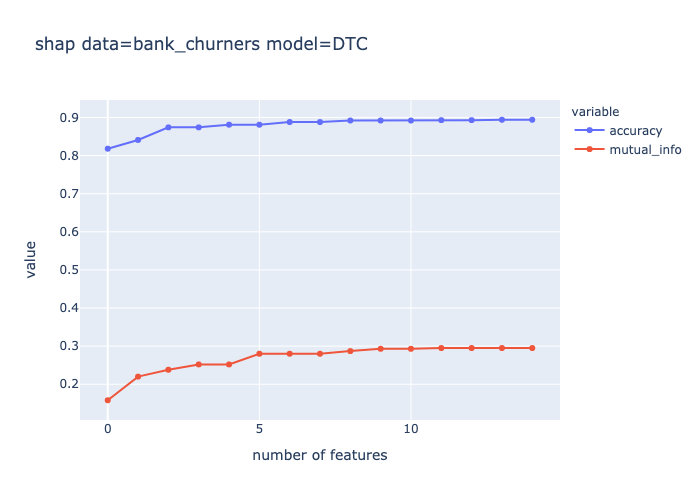 shap data=bank_churners model=DTC
variable
accuracy
mutual_info
value
0.9
0.8
0.7
0.6
0.5
0.4
0.3
0.2
0
5
10
number of features